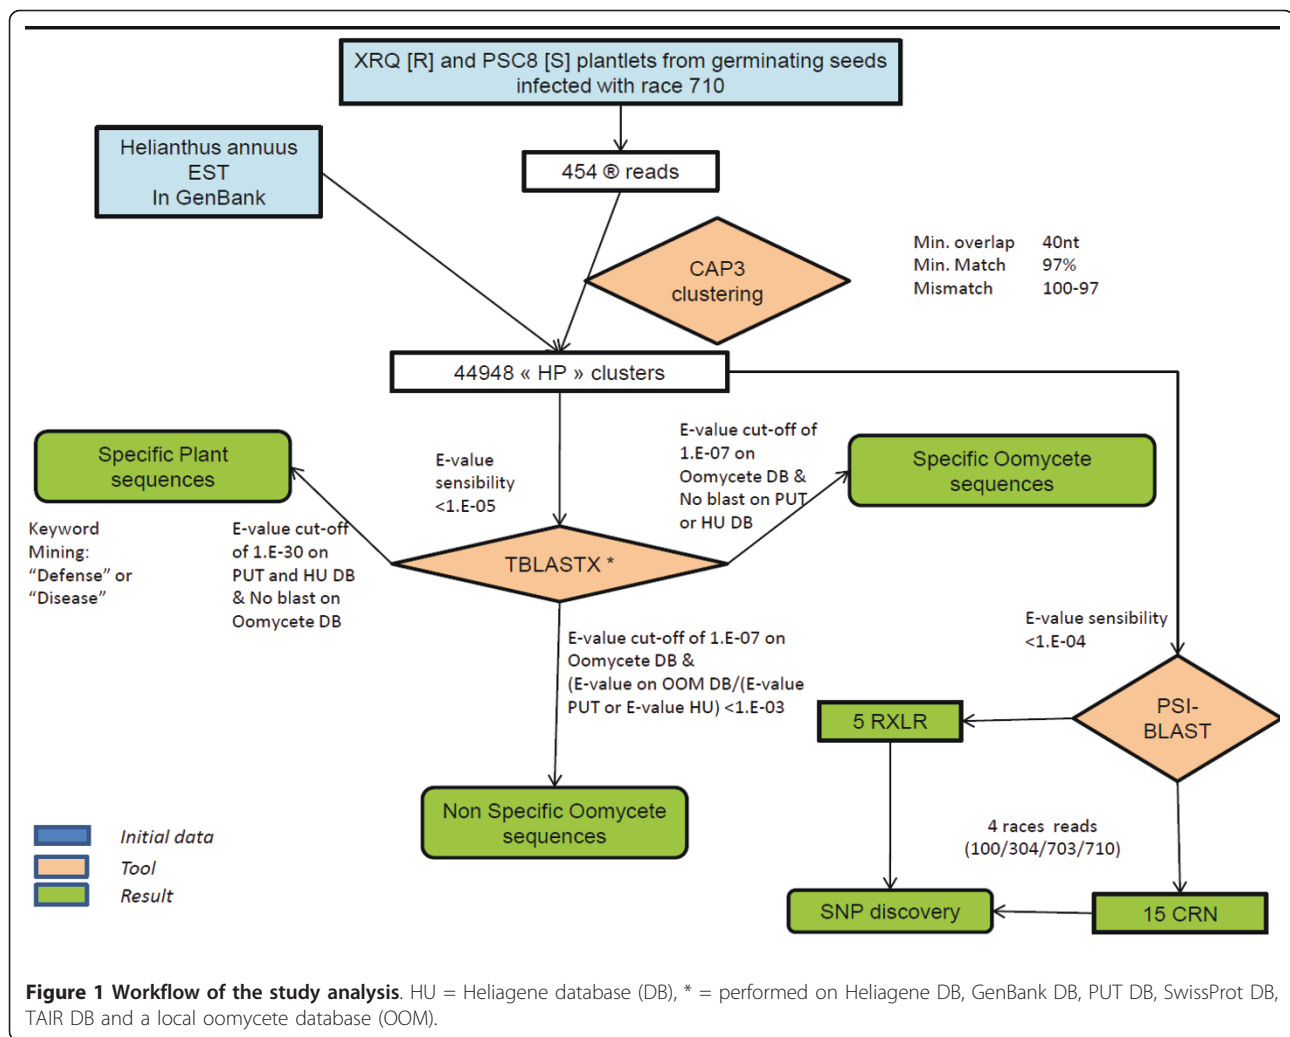 XRQ [R] and PSC8 [S] plantlets from germinating seeds
infected with race 710
Helianthus annuus
EST
In GenBank
454 ® reads
CAP3
clustering
Min. overlap 40nt
Min. Match 97%
Mismatch 100-97
44948 « HP » clusters
Specific Plant
sequences
E-value
sensibility
<1.E-05
E-value cut-off of
1.E-07 on
Oomycete DB &
No blast on PUT
or HU DB
Specific Oomycete
sequences
Keyword
Mining:
“Defense” or
“Disease”
E-value cut-off
of 1.E-30 on
PUT and HU DB
& No blast on
Oomycete DB
TBLASTX *
E-value sensibility
<1.E-04
E-value cut-off of 1.E-07 on
Oomycete DB &
(E-value on OOM DB/(E-value
PUT or E-value HU) <1.E-03
5 RXLR
PSI-
BLAST
Non Specific Oomycete
sequences
Initial data
Tool
Result
4 races reads
(100/304/703/710)
SNP discovery
15 CRN
Figure 1 Workflow of the study analysis. HU = Heliagene database (DB), * = performed on Heliagene DB, GenBank DB, PUT DB, SwissProt DB,
TAIR DB and a local oomycete database (OOM).